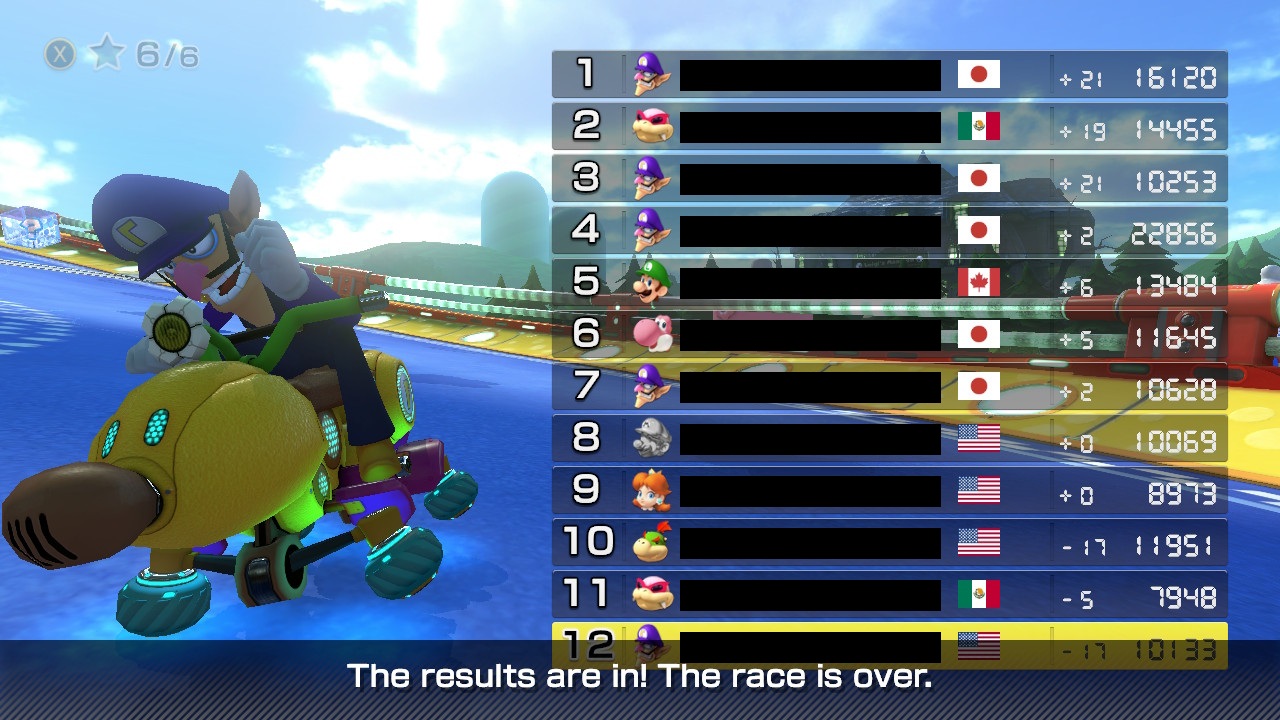 X 6/6
1 +21 16120
2 +19 14455
3 +21 10253
4 +2 22856
5 +6 13484
6 +5 11645
7 +2 10628
8 +0 10069
9 +0 8973
10 -17 11951
11 -5 7948
12 -17 10133
The results are in! The race is over.